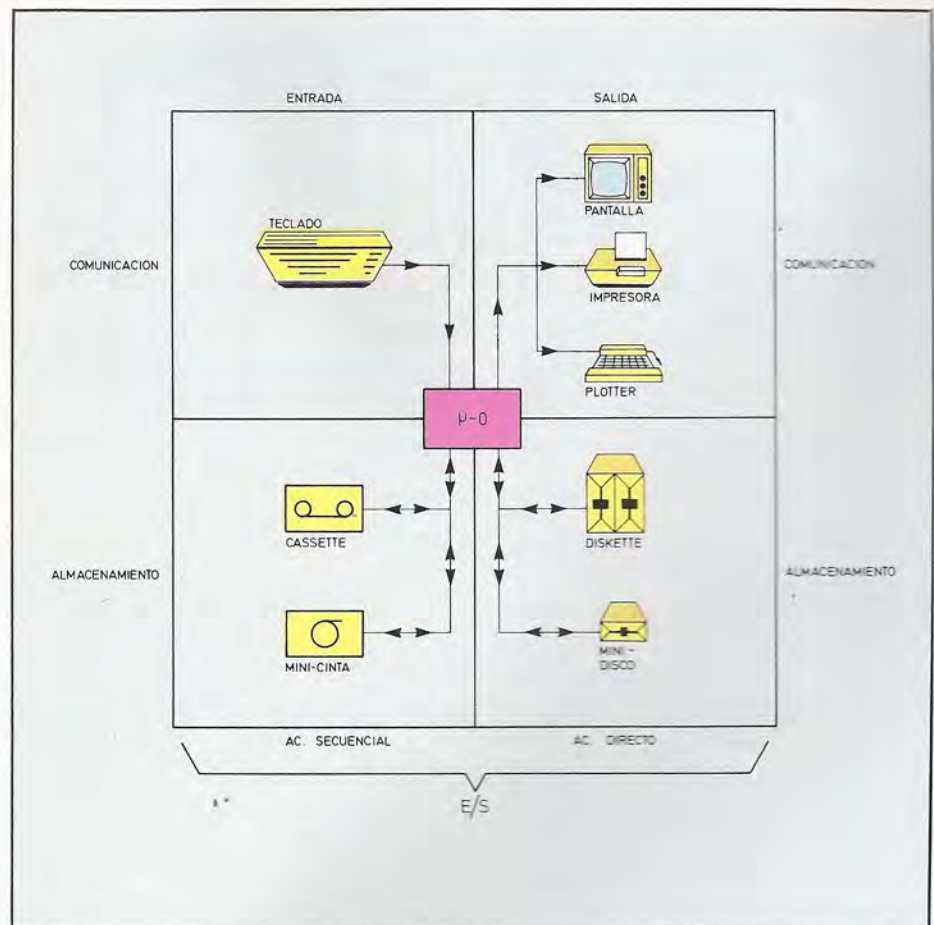 ENTRADA
SALIDA
TECLADO
PANTALLA
COMUNICACION
COMUNICACION
IMPRESORA
PLOTTER
µ-O
CASSETTE
DISKETTE
ALMACENAMIENTO
ALMACENAMIENTO
MINI-CINTA
MINI-
DISCO
AC. SECUENCIAL
AC. DIRECTO
E/S